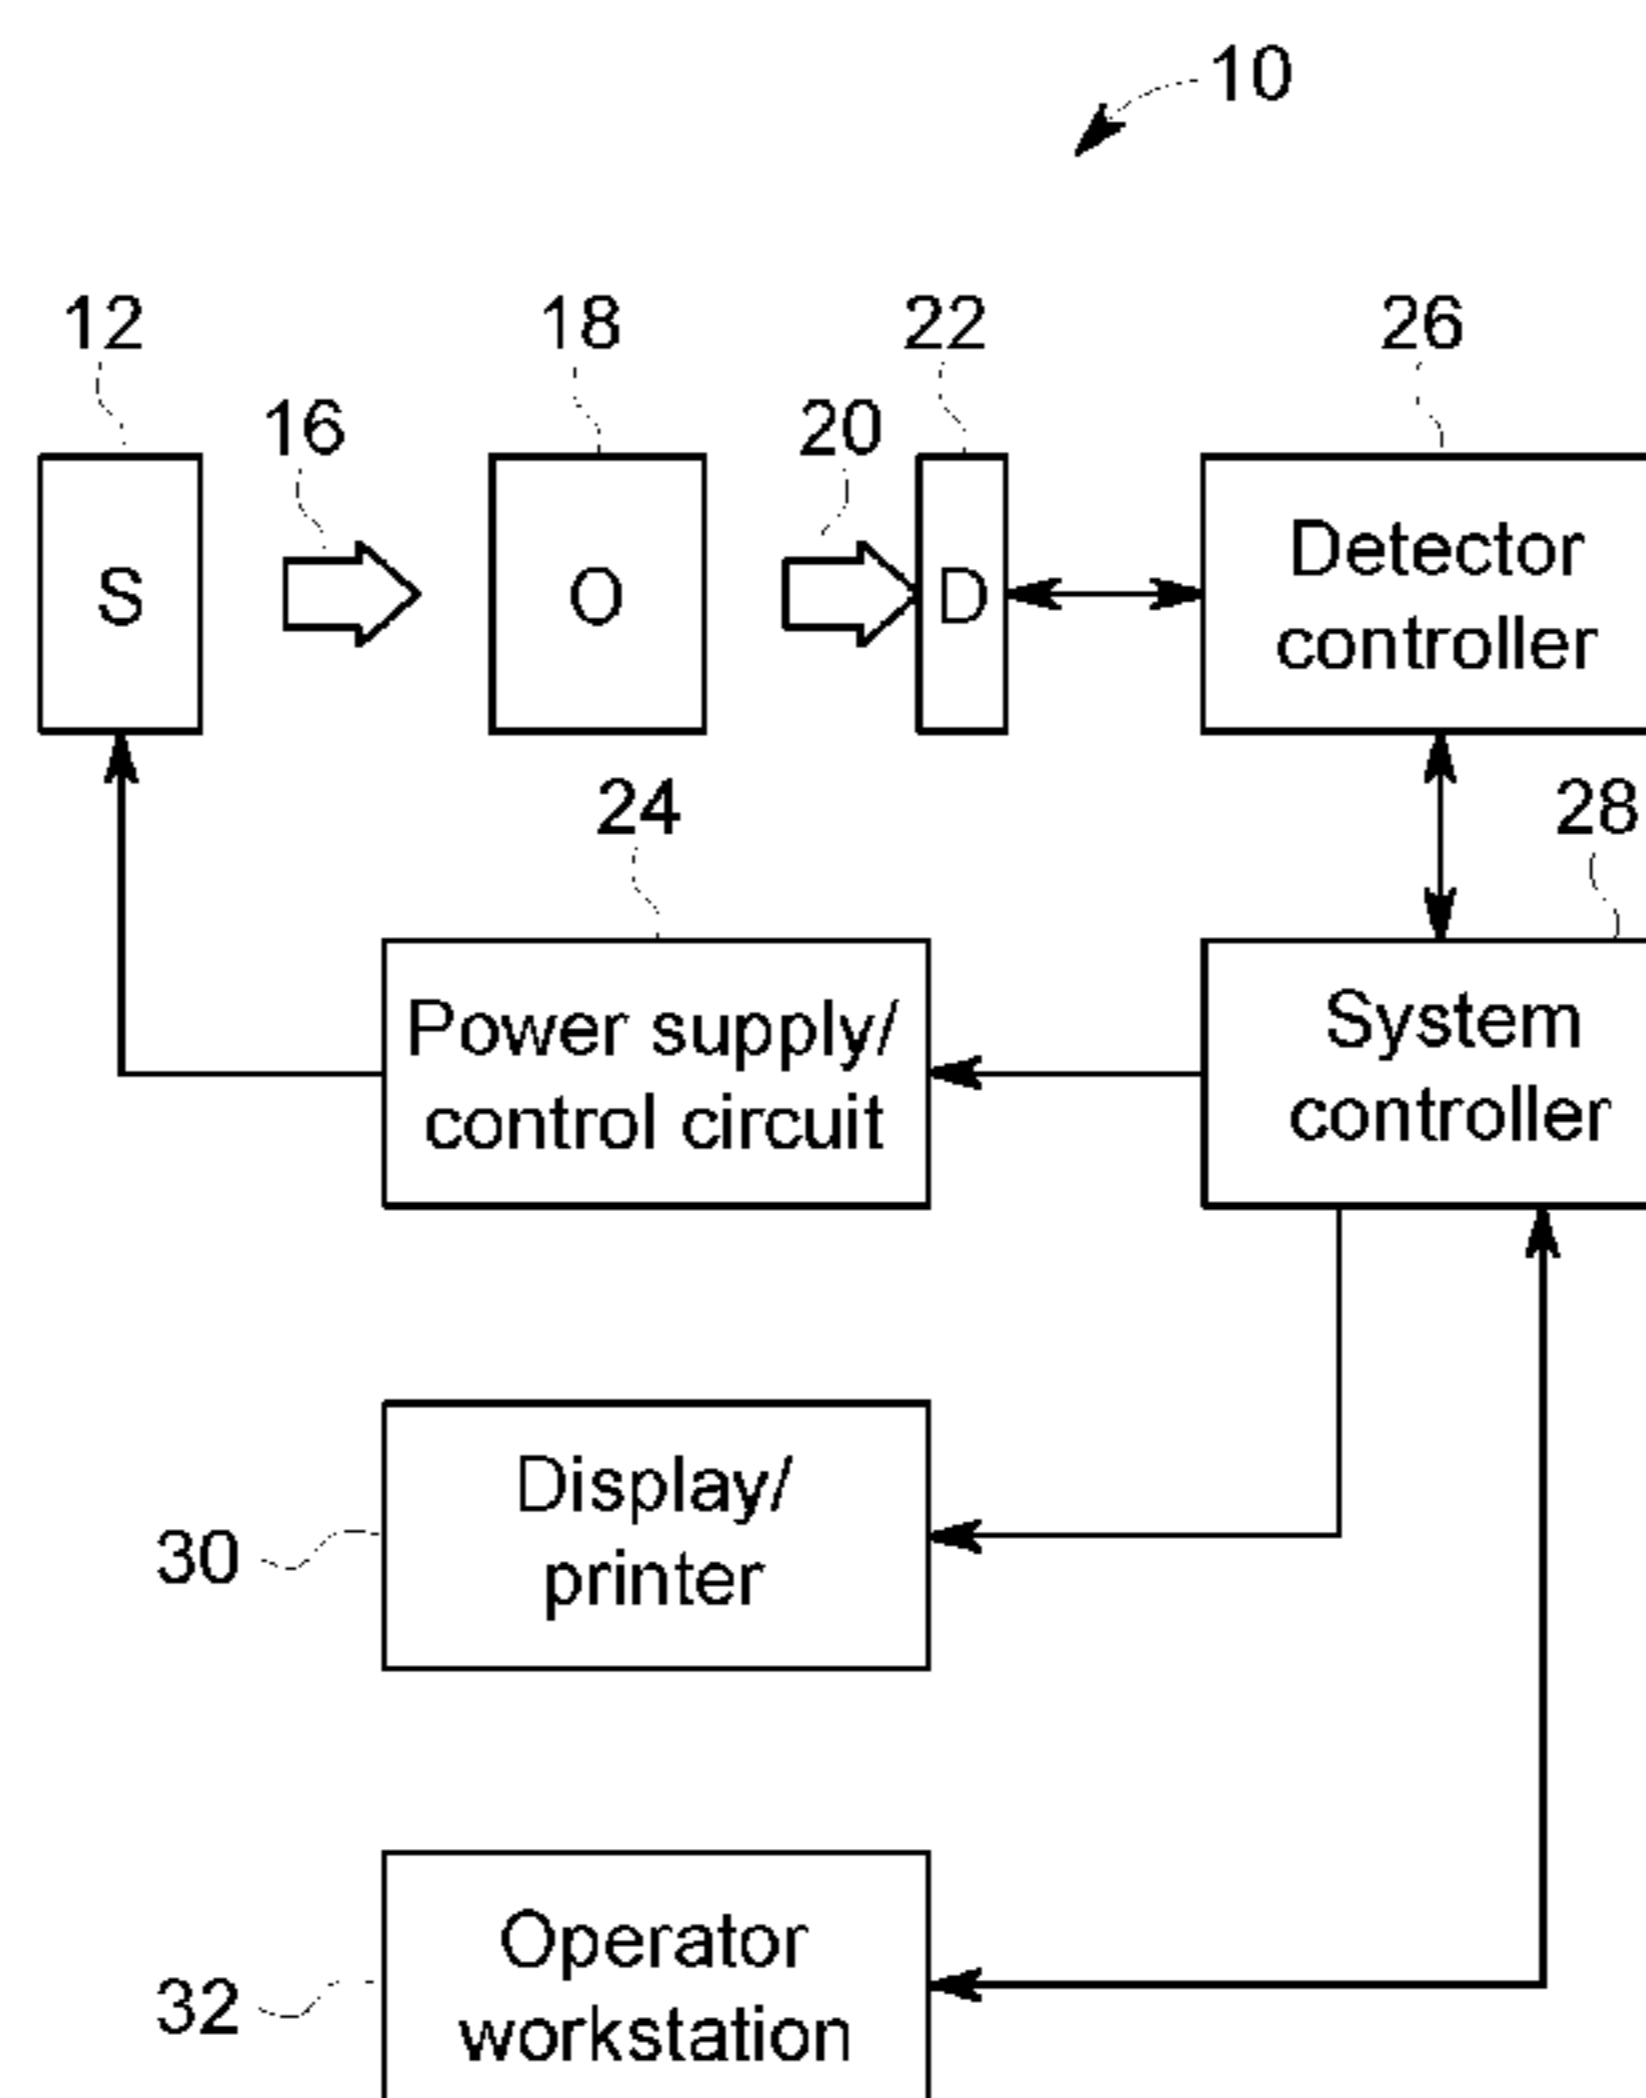 10
12
18
22
26
16
20
S
O
D
Detector
controller
24
28
Power supply/
control circuit
System
controller
Display/
printer
30
Operator
workstation
32